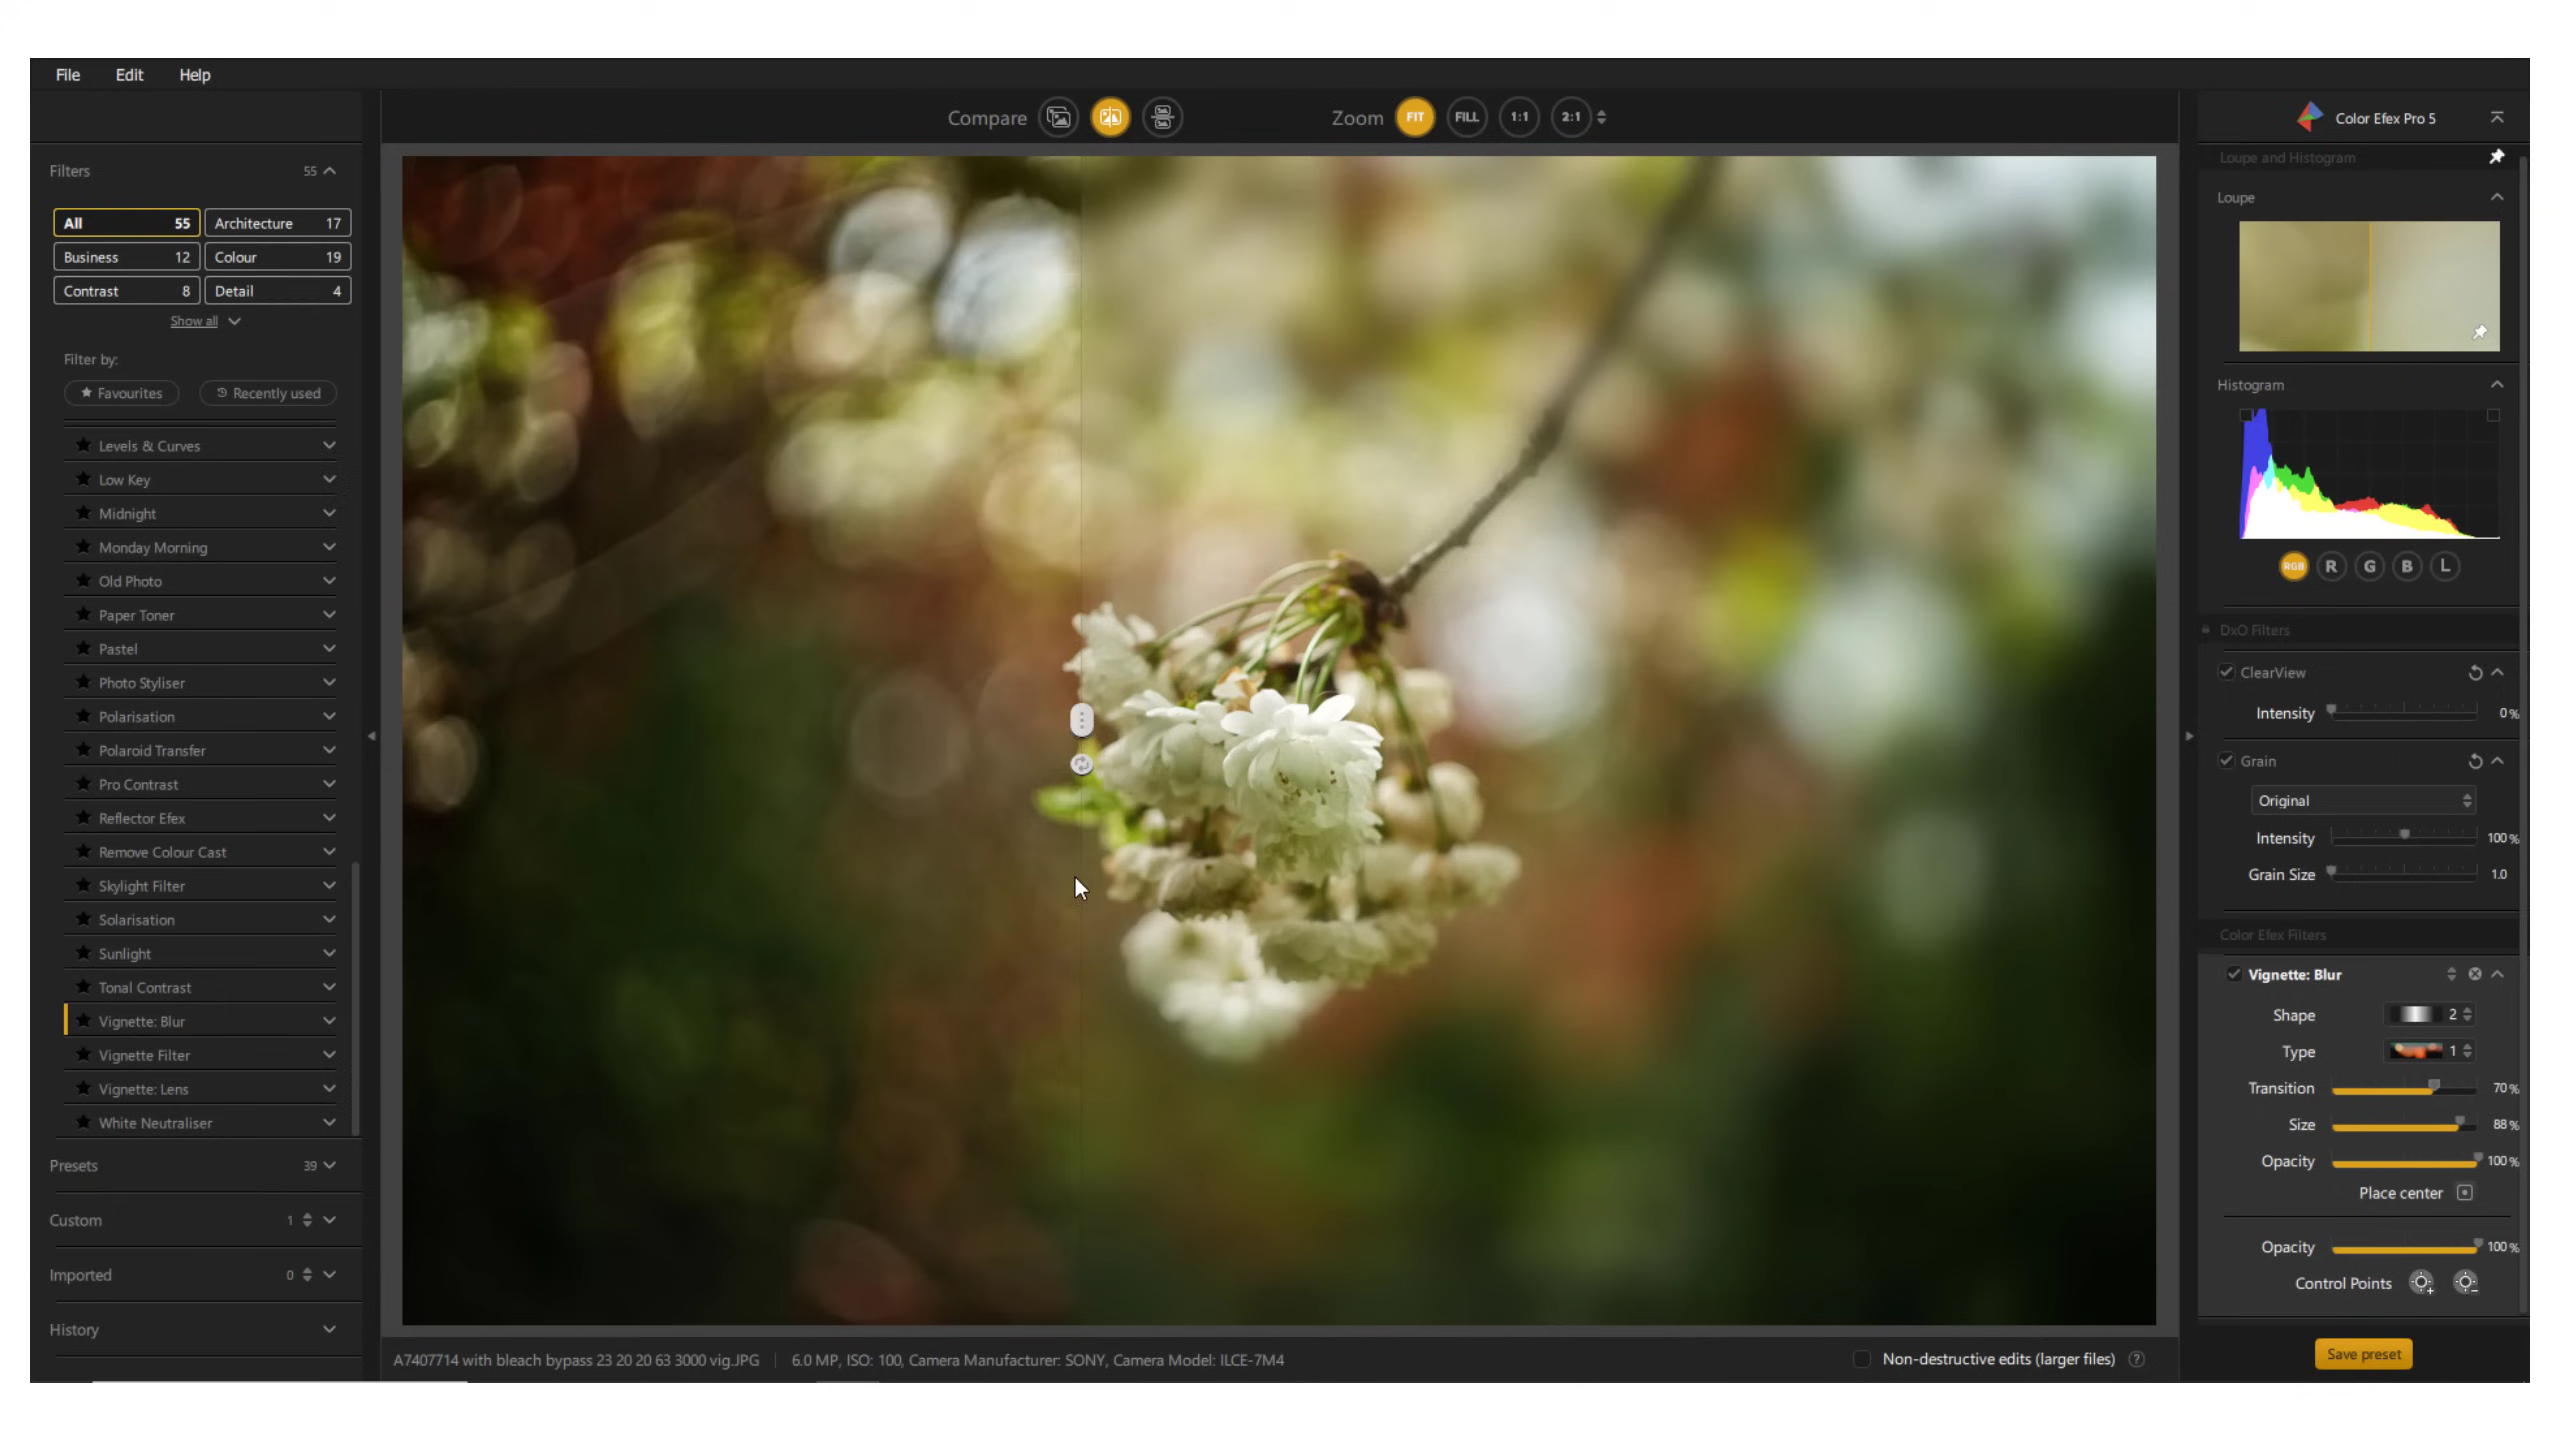 File Edit Help
Compare Zoom FIT FILL 1:1 2:1
Color Efex Pro 5
Filters 55
All 55 Architecture 17
Business 12 Colour 19
Contrast 8 Detail 4
Show all
Filter by:
Favourites Recently used
Levels & Curves
Low Key
Midnight
Monday Morning
Old Photo
Paper Toner
Pastel
Photo Styliser
Polarisation
Polaroid Transfer
Pro Contrast
Reflector Efex
Remove Colour Cast
Skylight Filter
Solarisation
Sunlight
Tonal Contrast
Vignette: Blur
Vignette Filter
Vignette: Lens
White Neutraliser
Presets 39
Custom 1
Imported 0
History
A7407714 with bleach bypass 23 20 20 63 3000 vig.JPG 6.0 MP, ISO: 100, Camera Manufacturer: SONY, Camera Model: ILCE-7M4
Non-destructive edits (larger files) ?
Loupe and Histogram
Loupe
Histogram
RGB R G B L
DxO Filters
ClearView
Intensity 0%
Grain
Original
Intensity 100%
Grain Size 1.0
Color Efex Filters
Vignette: Blur
Shape 2
Type 1
Transition 70%
Size 88%
Opacity 100%
Place center
Opacity 100%
Control Points
Save preset